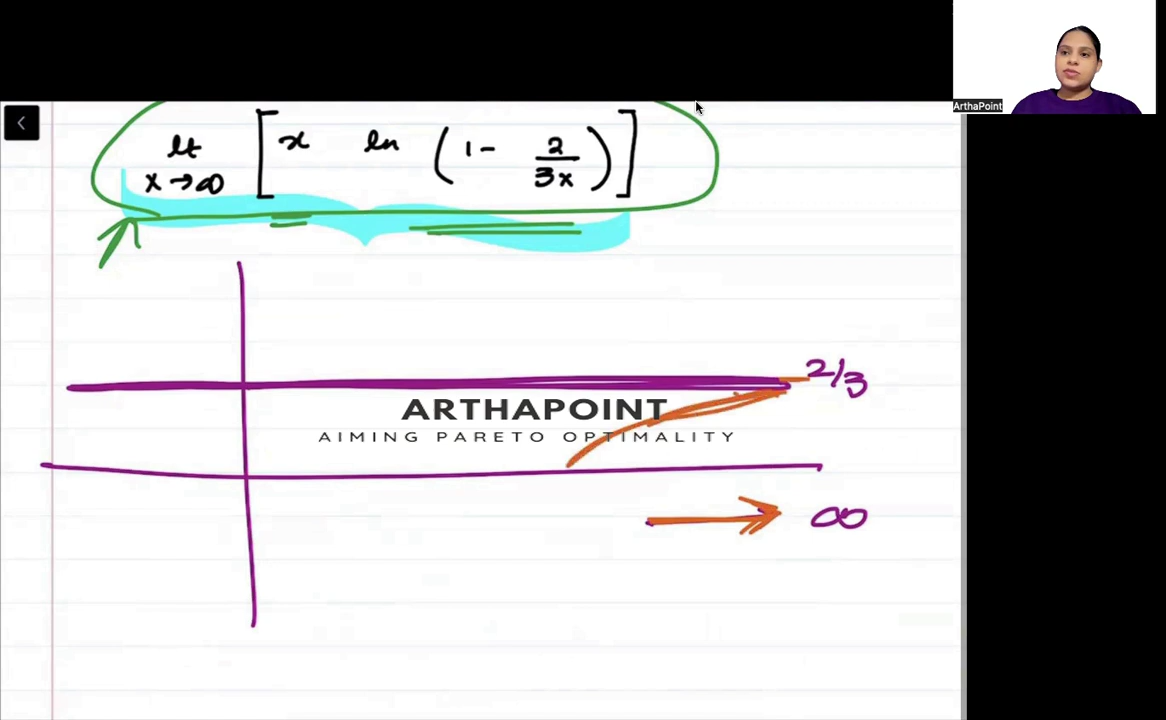 ArthaPoint
lt x→∞ [ x ln ( 1 - 2/3x ) ]
2/3
ARTHAPOINT
AIMING PARETO OPTIMALITY
∞